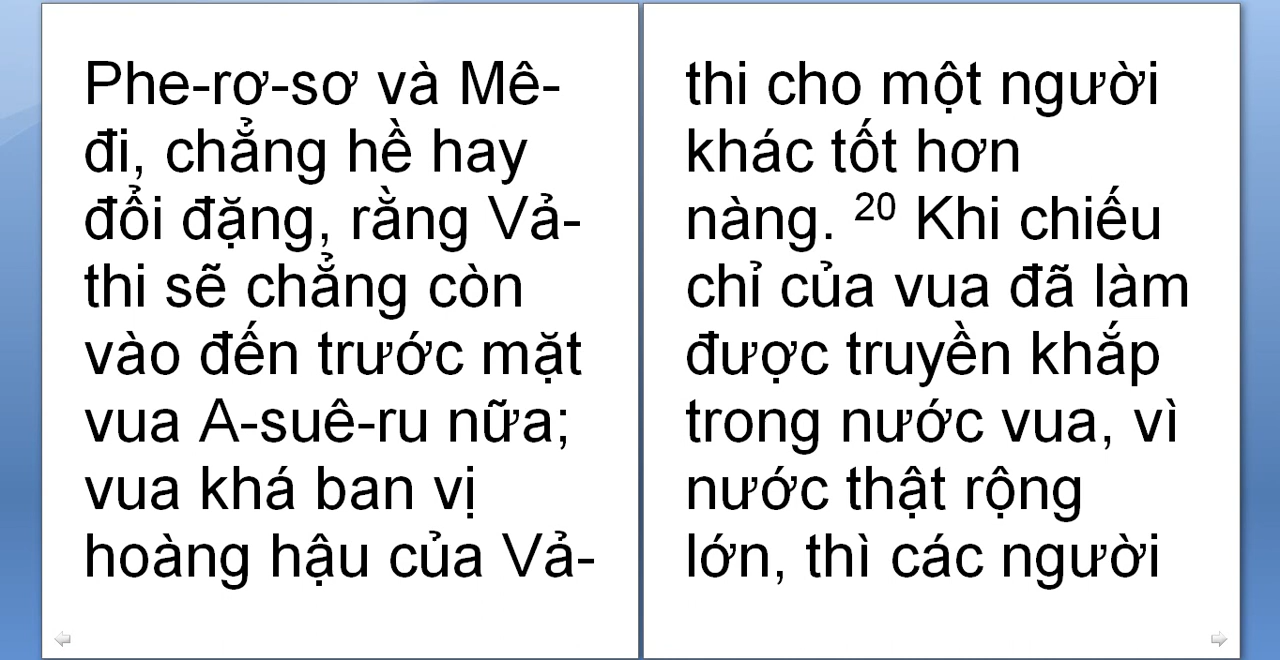 Phe-rơ-sơ và Mê-
đi, chẳng hề hay
đổi đặng, rằng Vả-
thi sẽ chẳng còn
vào đến trước mặt
vua A-suê-ru nữa;
vua khá ban vị
hoàng hậu của Vả-
thi cho một người
khác tốt hơn
nàng. 20 Khi chiếu
chỉ của vua đã làm
được truyền khắp
trong nước vua, vì
nước thật rộng
lớn, thì các người